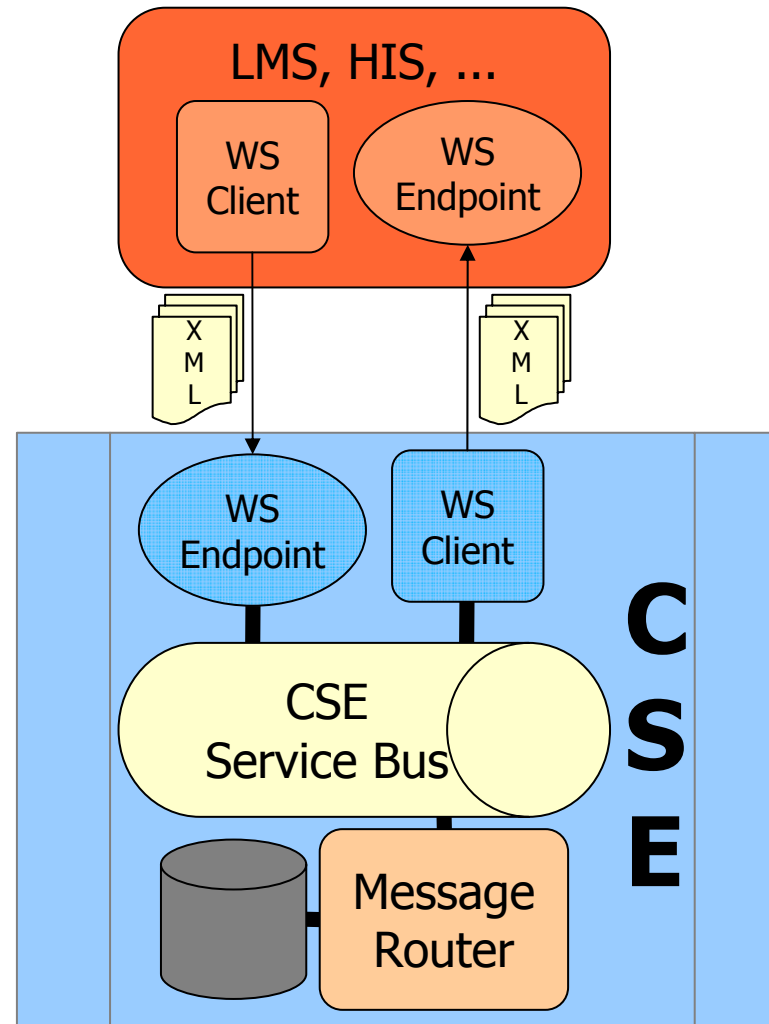 LMS, HIS, ...
WS
Client
WS
Endpoint
X
M
L
X
M
L
WS
Endpoint
WS
Client
C
S
E
CSE
Service Bus
Message
Router